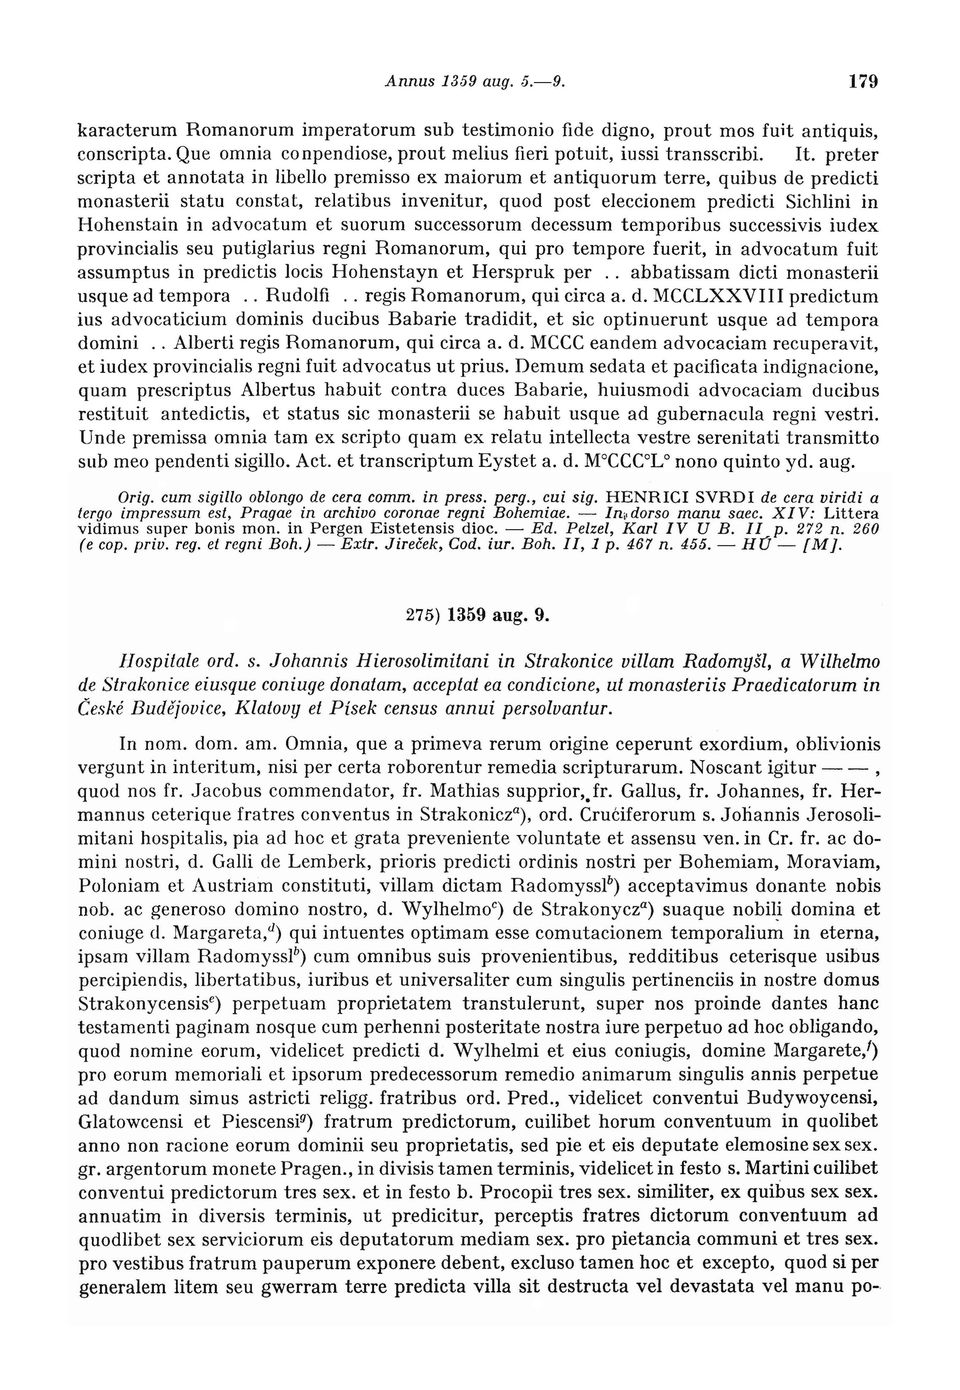 Annus 1359 aug. 5.—9. 179
karacterum Romanorum imperatorum sub testimonio fide digno, prout mos fuit antiquis,
conscripta. Que omnia conpendiose, prout melius fieri potuit, iussi transscribi. It. preter
scripta et annotata in libello premisso ex maiorum et antiquorum terre, quibus de predicti
monasterii statu constat, relatibus invenitur, quod post eleccionem predicti Sichlini in
Hohenstain in advocatum et suorum successorum decessum temporibus successivis iudex
provincialis seu putiglarius regni Romanorum, qui pro tempore fuerit, in advocatum fuit
assumptus in predictis locis Hohenstayn et Herspruk per . . abbatissam dicti monasterii
usque ad tempora . . Rudolfi . . regis Romanorum, qui circa a. d. MCCLXXVIII predictum
ius advocaticium dominis ducibus Babarie tradidit, et sic optinuerunt usque ad tempora
domini . . Alberti regis Romanorum, qui circa a. d. MCCC eandem advocaciam recuperavit,
et iudex provincialis regni fuit advocatus ut prius. Demum sedata et pacificata indignacione,
quam prescriptus Albertus habuit contra duces Babarie, huiusmodi advocaciam ducibus
restituit antedictis, et status sic monasterii se habuit usque ad gubernacula regni vestri.
Unde premissa omnia tam ex scripto quam ex relatu intellecta vestre serenitati transmitto
sub meo pendenti sigillo. Act. et transcriptum Eystet a. d. M°CCC°L° nono quinto yd. aug.
Orig. cum sigillo oblongo de cera comm. in press. perg., cui sig. HENRICI SVRDI de cera viridi a
tergo impressum est, Pragae in archivo coronae regni Bohemiae. — In dorso manu saec. XIV: Littera
vidimus super bonis mon. in Pergen Eistetensis dioc. — Ed. Pelzel, Karl IV U B. II p. 272 n. 260
(e cop. priv. reg. et regni Boh.) — Extr. Jireček, Cod. iur. Boh. II, 1 p. 467 n. 455. — HÚ — [M].
275) 1359 aug. 9.
Hospitale ord. s. Johannis Hierosolimitani in Strakonice villam Radomyšl, a Wilhelmo
de Strakonice eiusque coniuge donatam, acceptat ea condicione, ut monasteriis Praedicatorum in
České Budějovice, Klatovy et Písek census annui persolvantur.
In nom. dom. am. Omnia, que a primeva rerum origine ceperunt exordium, oblivionis
vergunt in interitum, nisi per certa roborentur remedia scripturarum. Noscant igitur — — ,
quod nos fr. Jacobus commendator, fr. Mathias supprior, fr. Gallus, fr. Johannes, fr. Her-
mannus ceterique fratres conventus in Strakonicz a), ord. Cruciferorum s. Johannis Jerosoli-
mitani hospitalis, pia ad hoc et grata preveniente voluntate et assensu ven. in Cr. fr. ac do-
mini nostri, d. Galli de Lemberk, prioris predicti ordinis nostri per Bohemiam, Moraviam,
Poloniam et Austriam constituti, villam dictam Radomyssl b) acceptavimus donante nobis
nob. ac generoso domino nostro, d. Wylhelmo c) de Strakonycz a) suaque nobili domina et
coniuge d. Margareta, d) qui intuentes optimam esse comutacionem temporalium in eterna,
ipsam villam Radomyssl b) cum omnibus suis provenientibus, redditibus ceterisque usibus
percipiendis, libertatibus, iuribus et universaliter cum singulis pertinenciis in nostre domus
Strakonycensis e) perpetuam proprietatem transtulerunt, super nos proinde dantes hanc
testamenti paginam nosque cum perhenni posteritate nostra iure perpetuo ad hoc obligando,
quod nomine eorum, videlicet predicti d. Wylhelmi et eius coniugis, domine Margarete, f)
pro eorum memoriali et ipsorum predecessorum remedio animarum singulis annis perpetue
ad dandum simus astricti religg. fratribus ord. Pred., videlicet conventui Budywoycensi,
Glatowcensi et Piescensi g) fratrum predictorum, cuilibet horum conventuum in quolibet
anno non racione eorum dominii seu proprietatis, sed pie et eis deputate elemosine sex sex.
gr. argentorum monete Pragen., in divisis tamen terminis, videlicet in festo s. Martini cuilibet
conventui predictorum tres sex. et in festo b. Procopii tres sex. similiter, ex quibus sex sex.
annuatim in diversis terminis, ut predicitur, perceptis fratres dictorum conventuum ad
quodlibet sex serviciorum eis deputatorum mediam sex. pro pietancia communi et tres sex.
pro vestibus fratrum pauperum exponere debent, excluso tamen hoc et excepto, quod si per
generalem litem seu gwerram terre predicta villa sit destructa vel devastata vel manu po-